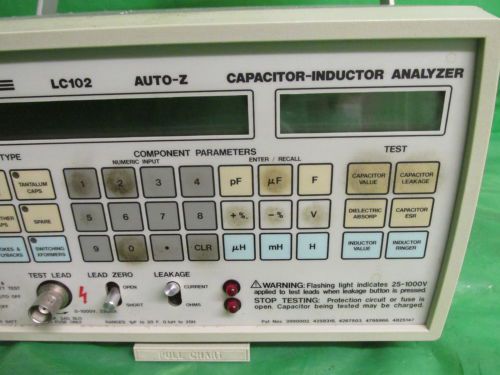 LC102 AUTO-Z CAPACITOR-INDUCTOR ANALYZER
TYPE COMPONENT PARAMETERS TEST
NUMERIC INPUT ENTER / RECALL
TANTALUM CAPS
1 2 3 4 pF µF F
CAPACITOR VALUE
CAPACITOR LEAKAGE
SPARE
5 6 7 8 +% -% V
DIELECTRIC ABSORP
CAPACITOR ESR
SWITCHING XFORMERS
9 0 • CLR µH mH H
INDUCTOR VALUE
INDUCTOR RINGER
TEST LEAD LEAD ZERO LEAKAGE
OPEN
SHORT
CURRENT
OHMS
WARNING: Flashing light indicates 25-1000V
applied to test leads when leakage button is pressed.
STOP TESTING: Protection circuit or fuse is
open. Capacitor being tested may be charged.
PULL CHART